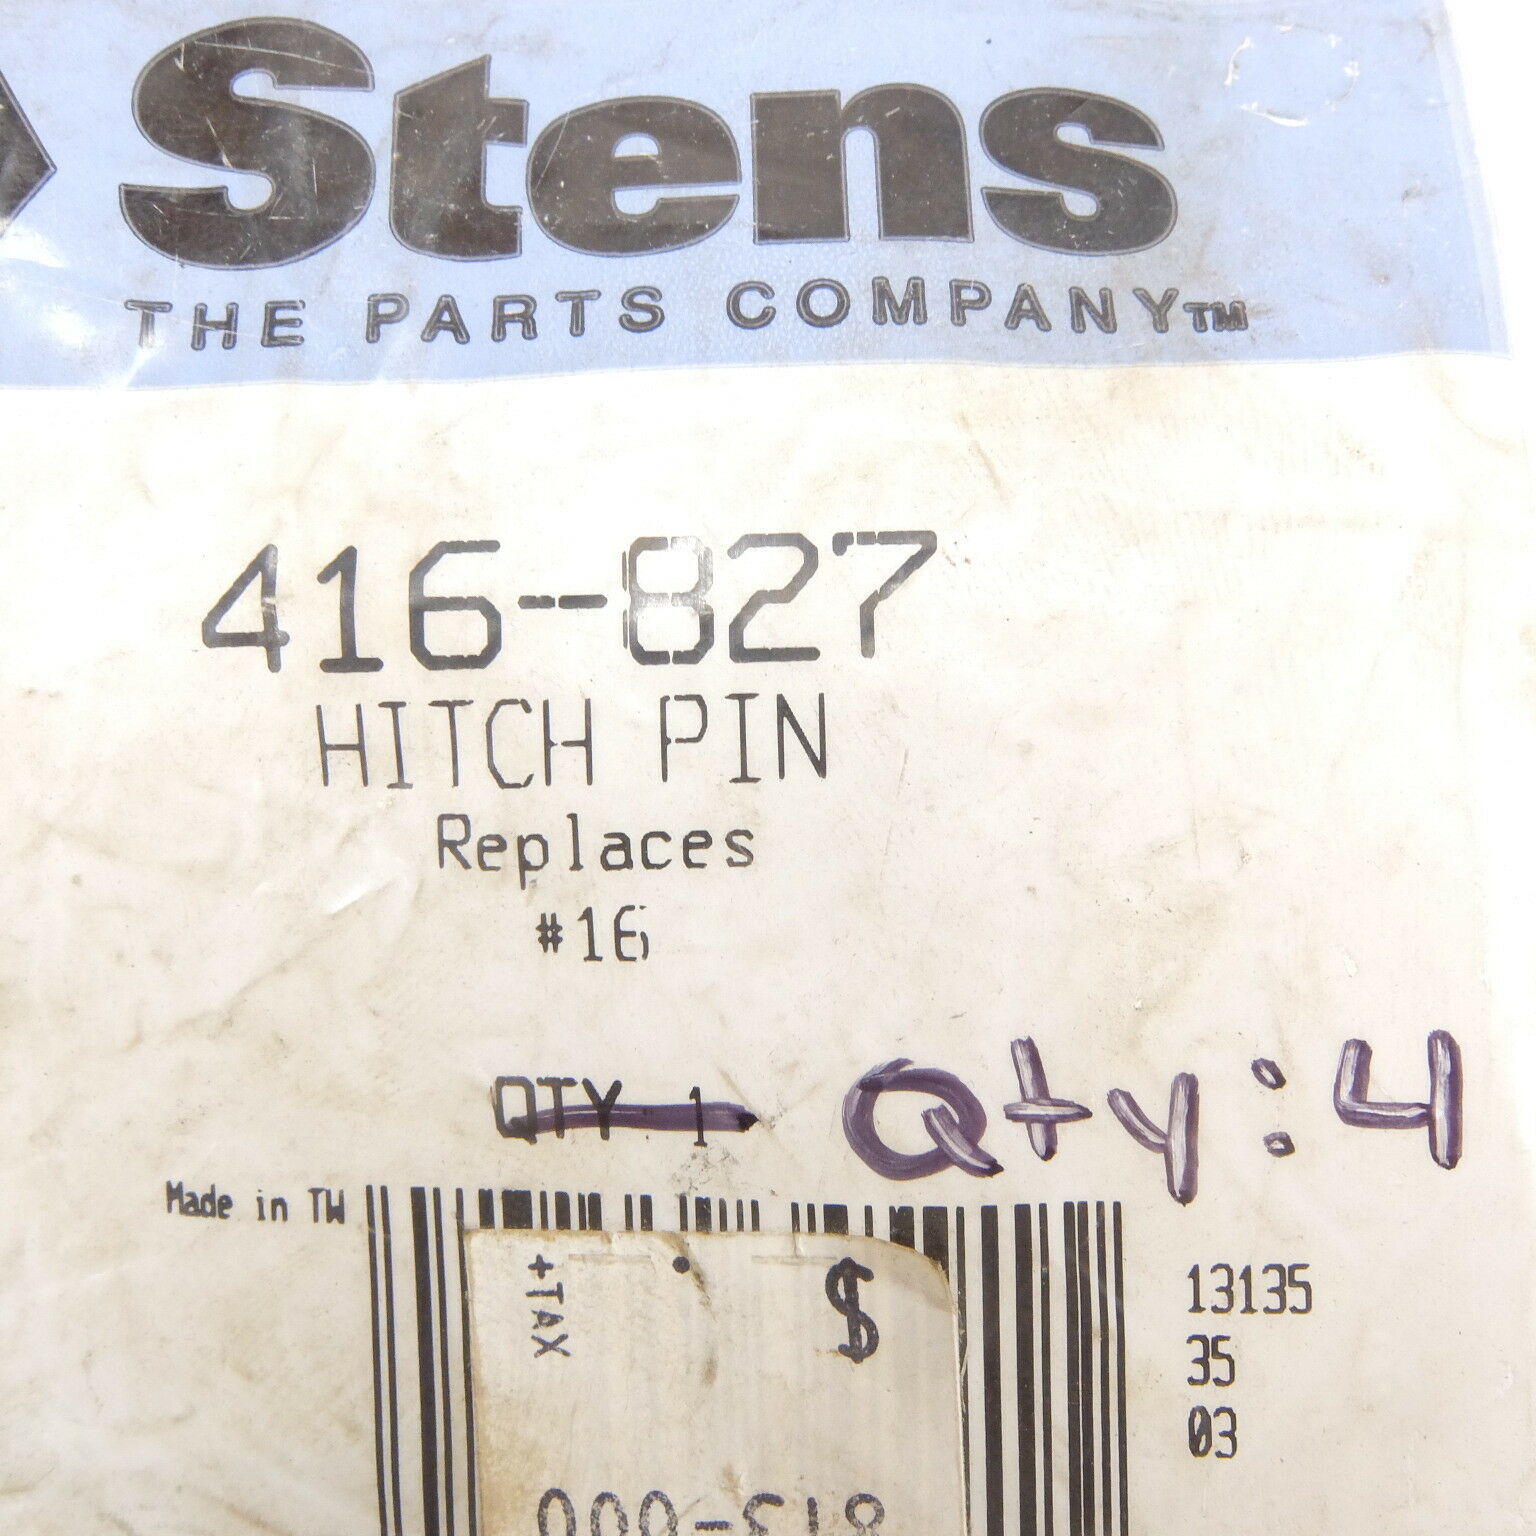 Stens
THE PARTS COMPANY™
416-827
HITCH PIN
Replaces
#16
QTY 1 Qty: 4
Made in TW
13135
35
03
$
+TAX